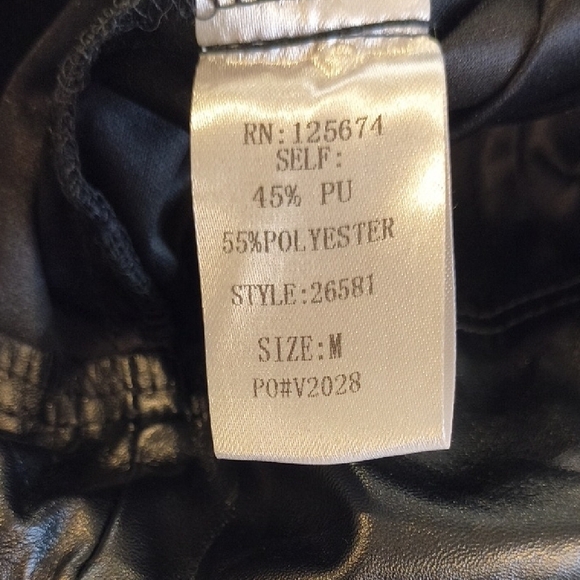 RN:125674
SELF:
45% PU
55%POLYESTER
STYLE:26581
SIZE:M
PO#V2028